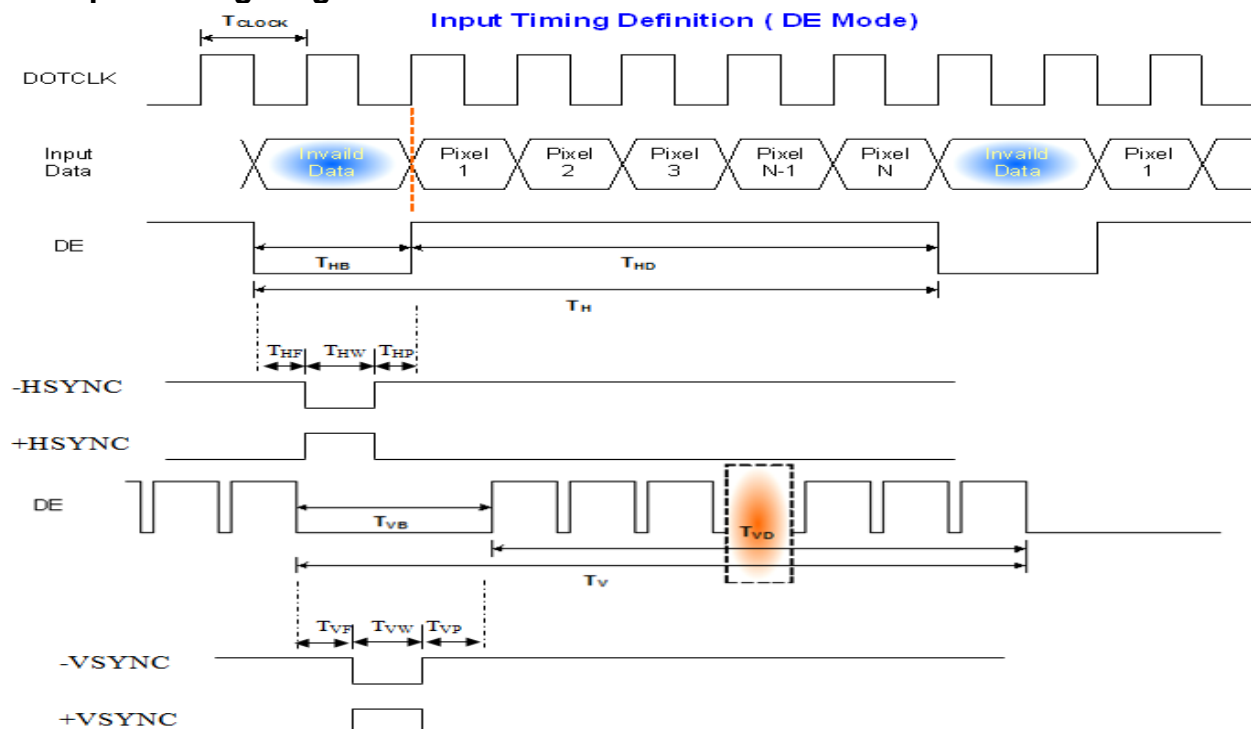 Input Timing Definition ( DE Mode)
TCLOCK
DOTCLK
Input
Data
Invaild
Data
Pixel
1
Pixel
2
Pixel
3
Pixel
N-1
Pixel
N
Invaild
Data
Pixel
1
DE
THB
THD
TH
THF THW THP
-HSYNC
+HSYNC
DE
TVB
TVD
TV
TVF TVW TVP
-VSYNC
+VSYNC